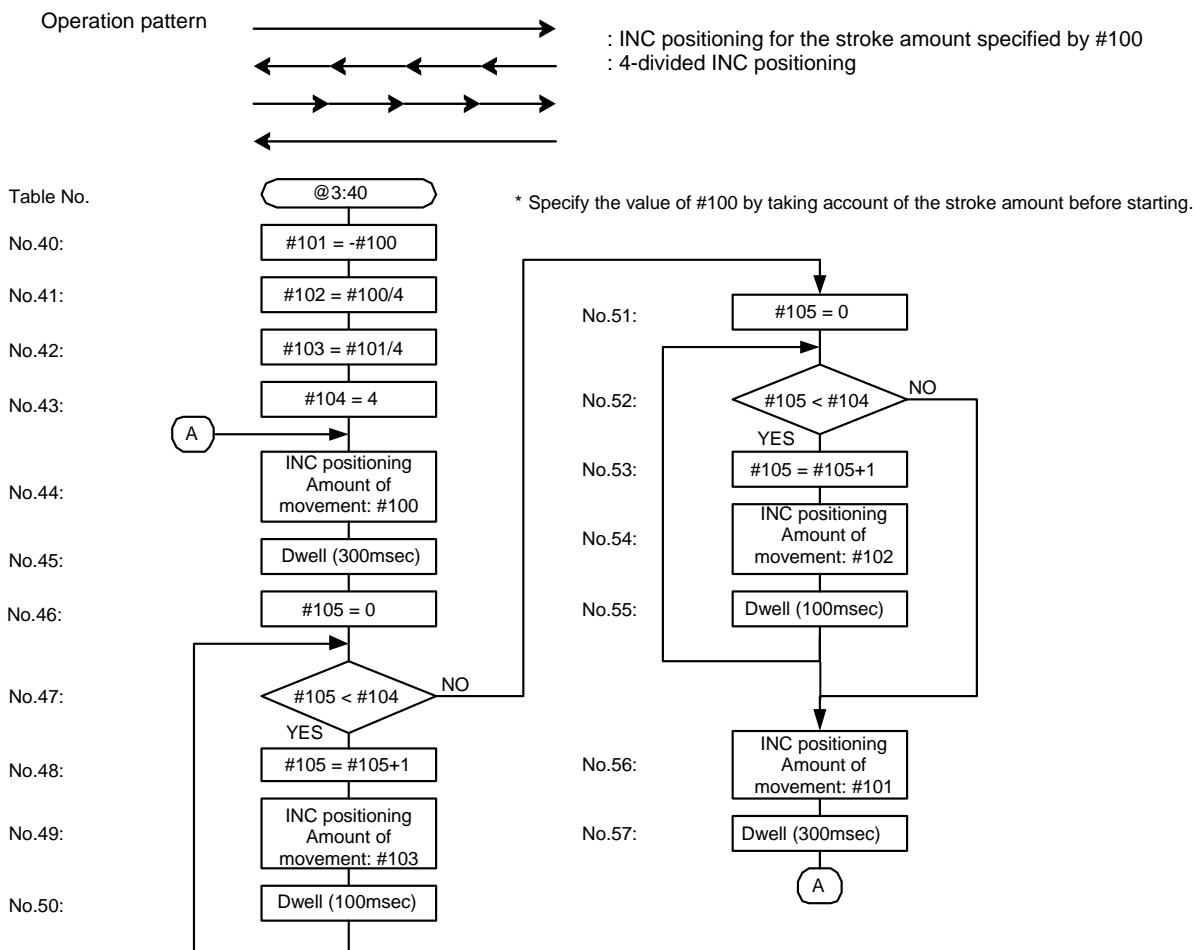 Operation pattern
: INC positioning for the stroke amount specified by #100
: 4-divided INC positioning
Table No.
@3:40
* Specify the value of #100 by taking account of the stroke amount before starting.
No.40:
#101 = -#100
No.41:
#102 = #100/4
No.42:
#103 = #101/4
No.43:
#104 = 4
A
No.44:
INC positioning
Amount of
movement: #100
No.45:
Dwell (300msec)
No.46:
#105 = 0
No.47:
#105 < #104
NO
YES
No.48:
#105 = #105+1
No.49:
INC positioning
Amount of
movement: #103
No.50:
Dwell (100msec)
No.51:
#105 = 0
No.52:
#105 < #104
NO
YES
No.53:
#105 = #105+1
No.54:
INC positioning
Amount of
movement: #102
No.55:
Dwell (100msec)
No.56:
INC positioning
Amount of
movement: #101
No.57:
Dwell (300msec)
A